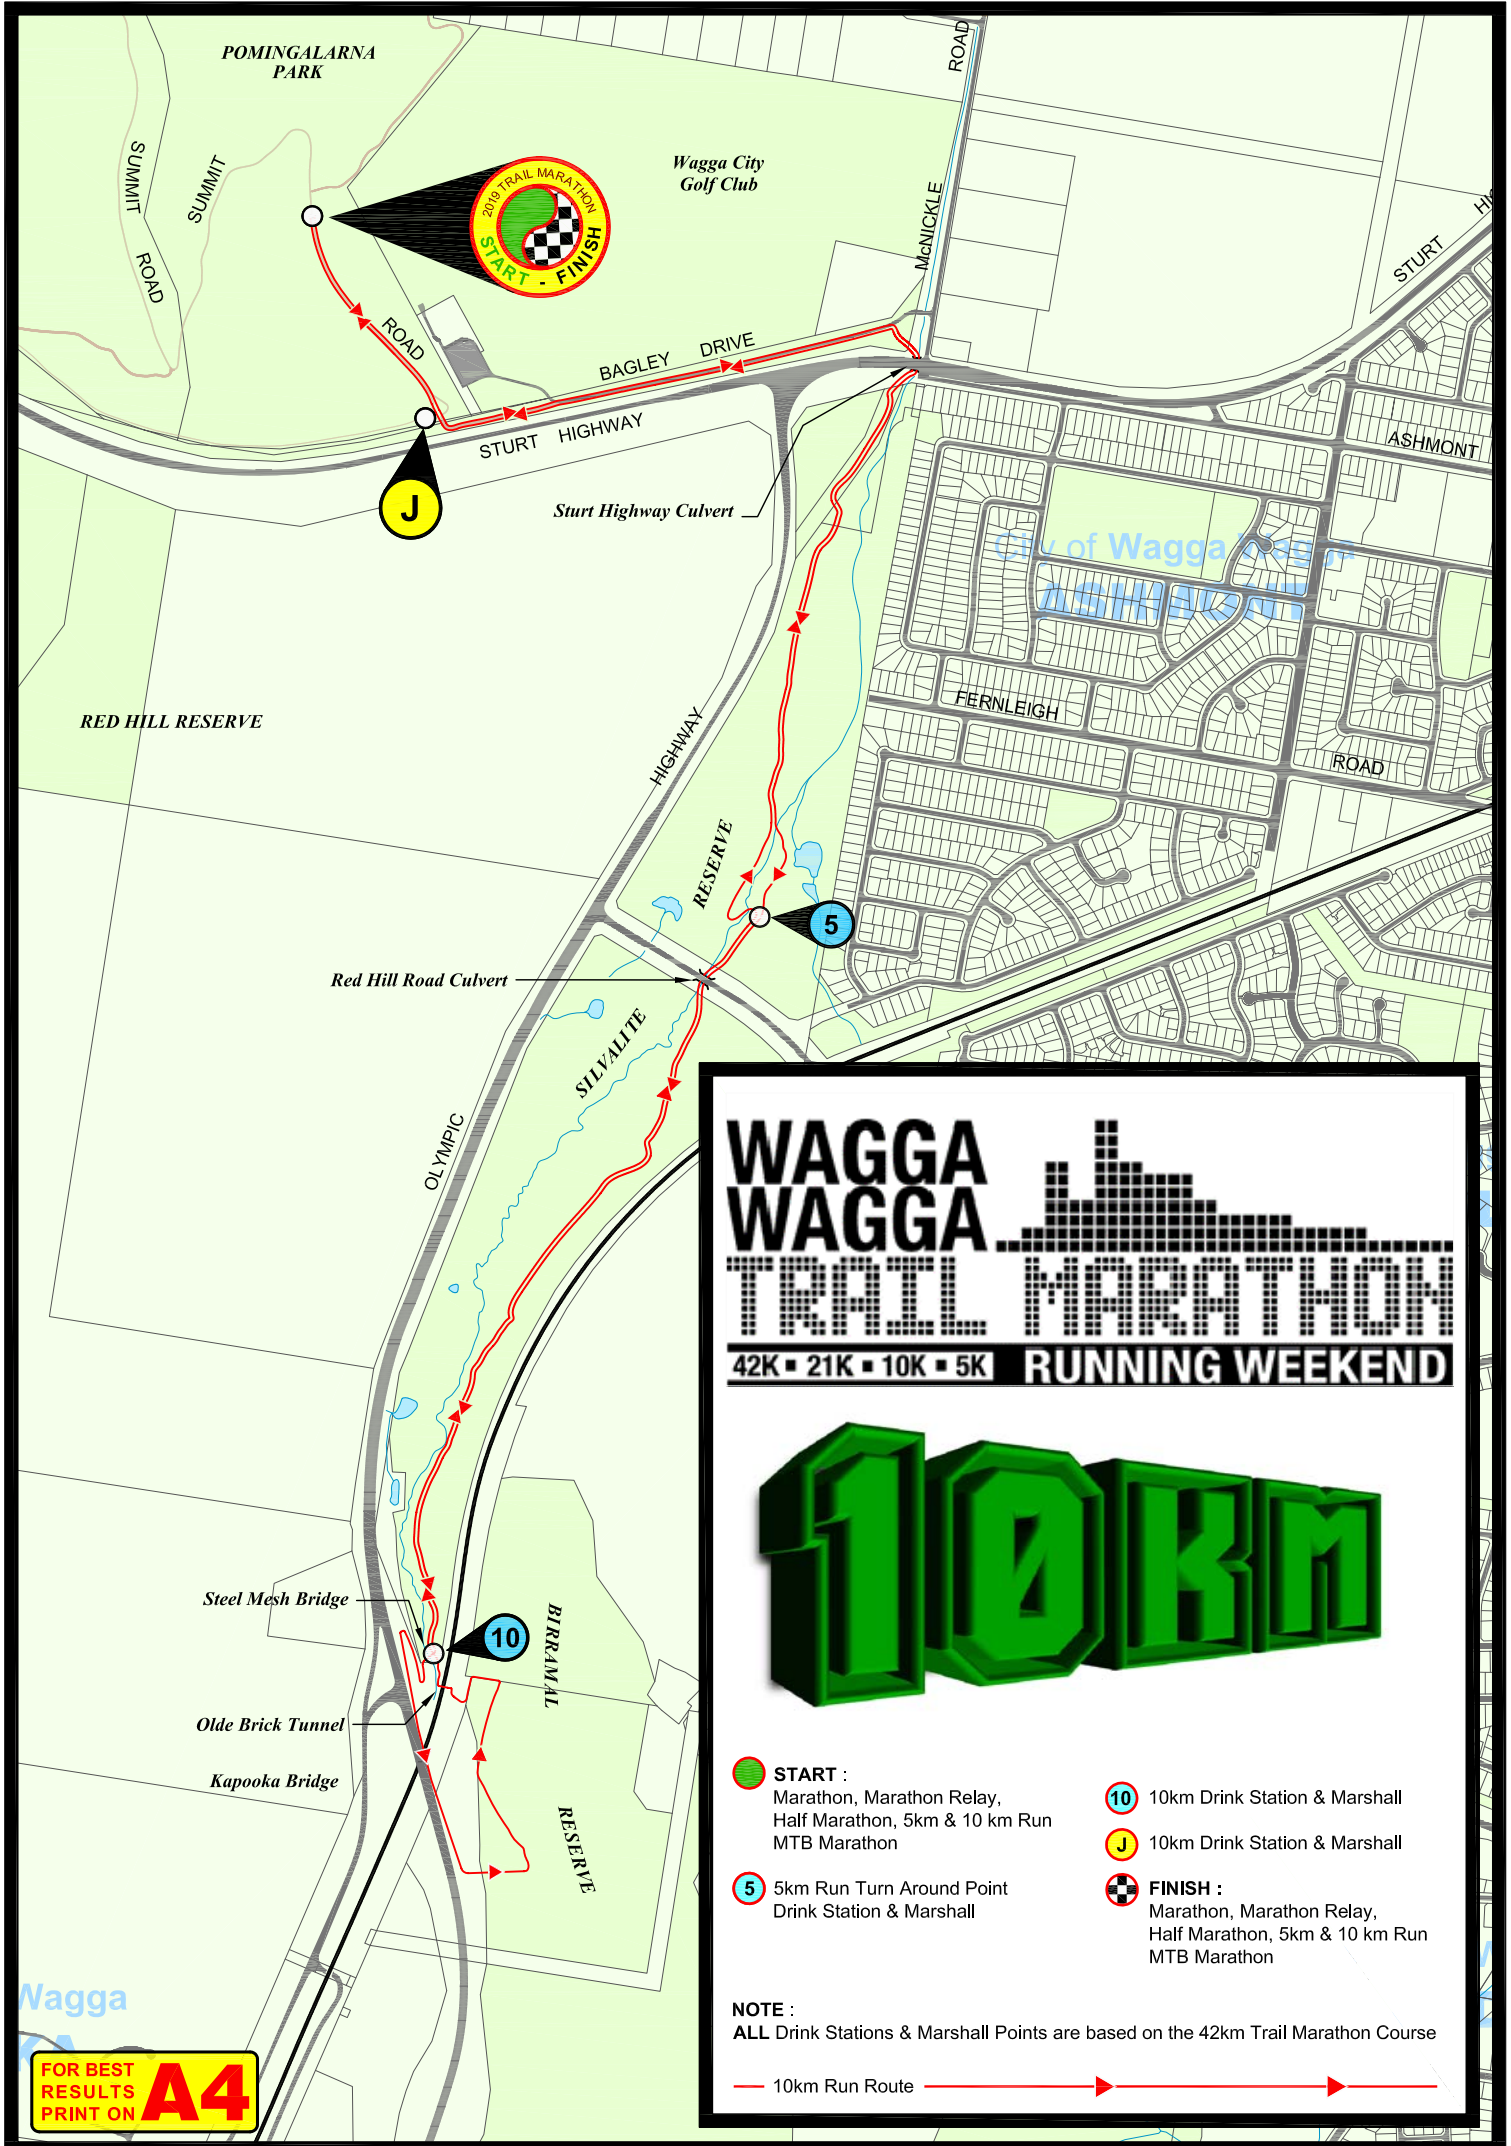 POMINGALARNA
PARK
SUMMIT
ROAD
SUMMIT
ROAD
2019 TRAIL MARATHON
START - FINISH
Wagga City
Golf Club
ROAD
McNICKLE
STURT
BAGLEY DRIVE
STURT HIGHWAY
J
Sturt Highway Culvert
ASHMONT
City of Wagga Wagga
ASHMONT
RED HILL RESERVE
HIGHWAY
FERNLEIGH
ROAD
RESERVE
5
Red Hill Road Culvert
SILVALITE
OLYMPIC
Steel Mesh Bridge
10
BIRRAMAL
Olde Brick Tunnel
Kapooka Bridge
RESERVE
Wagga
WAGGA
WAGGA
TRAIL MARATHON
42K ▪ 21K ▪ 10K ▪ 5K RUNNING WEEKEND
10KM
START :
Marathon, Marathon Relay,
Half Marathon, 5km & 10 km Run
MTB Marathon
5 5km Run Turn Around Point
Drink Station & Marshall
10 10km Drink Station & Marshall
J 10km Drink Station & Marshall
FINISH :
Marathon, Marathon Relay,
Half Marathon, 5km & 10 km Run
MTB Marathon
NOTE :
ALL Drink Stations & Marshall Points are based on the 42km Trail Marathon Course
10km Run Route
FOR BEST
RESULTS
PRINT ON A4